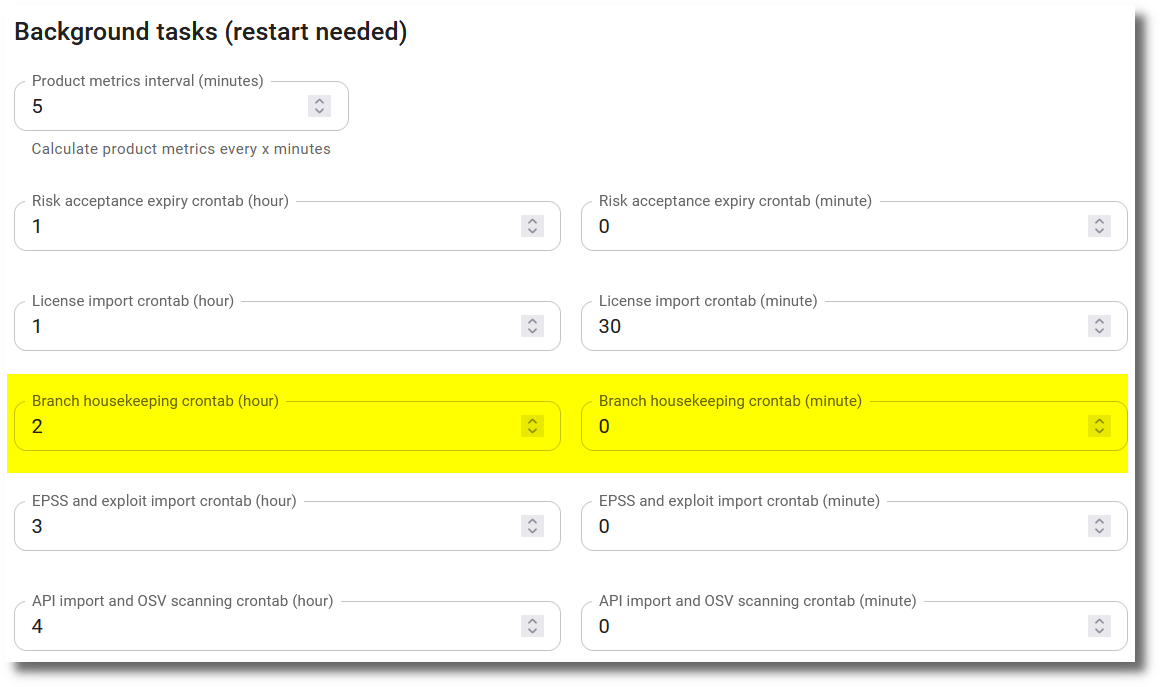 Background tasks (restart needed)
Product metrics interval (minutes)
5
Calculate product metrics every x minutes
Risk acceptance expiry crontab (hour)
1
Risk acceptance expiry crontab (minute)
0
License import crontab (hour)
1
License import crontab (minute)
30
Branch housekeeping crontab (hour)
2
Branch housekeeping crontab (minute)
0
EPSS and exploit import crontab (hour)
3
EPSS and exploit import crontab (minute)
0
API import and OSV scanning crontab (hour)
4
API import and OSV scanning crontab (minute)
0